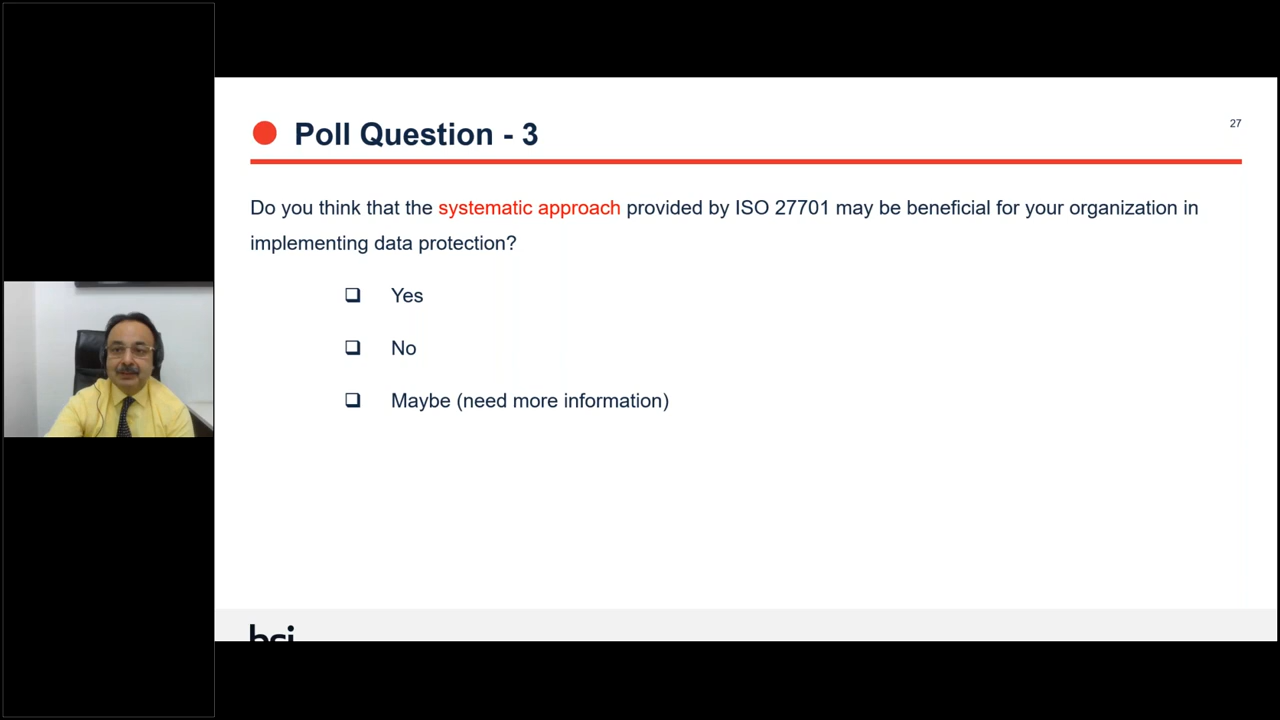 Poll Question - 3
27
Do you think that the systematic approach provided by ISO 27701 may be beneficial for your organization in
implementing data protection?
Yes
No
Maybe (need more information)
bsi